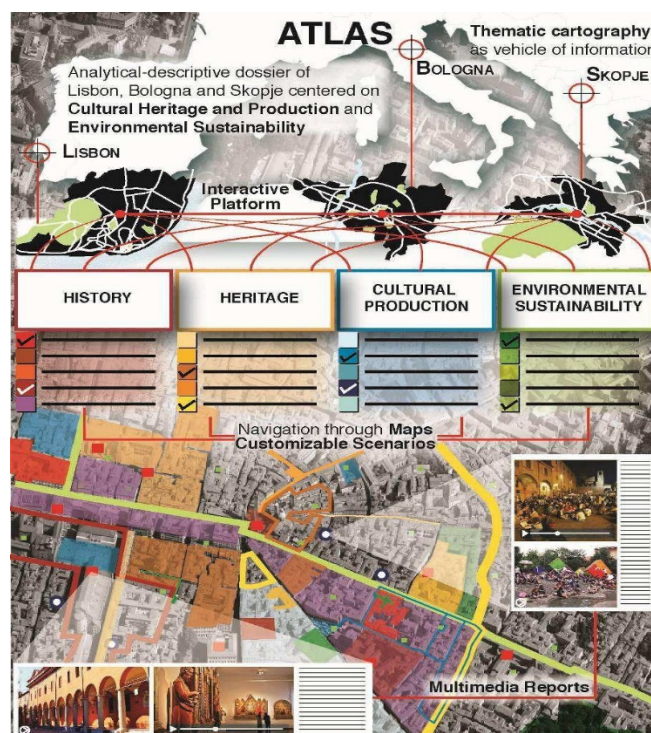 ATLAS
Thematic cartography
as vehicle of information
BOLOGNA
SKOPJE
Analytical-descriptive dossier of
Lisbon, Bologna and Skopje centered on
Cultural Heritage and Production and
Environmental Sustainability
LISBON
Interactive
Platform
HISTORY
HERITAGE
CULTURAL
PRODUCTION
ENVIRONMENTAL
SUSTAINABILITY
Navigation through Maps
Customizable Scenarios
Multimedia Reports